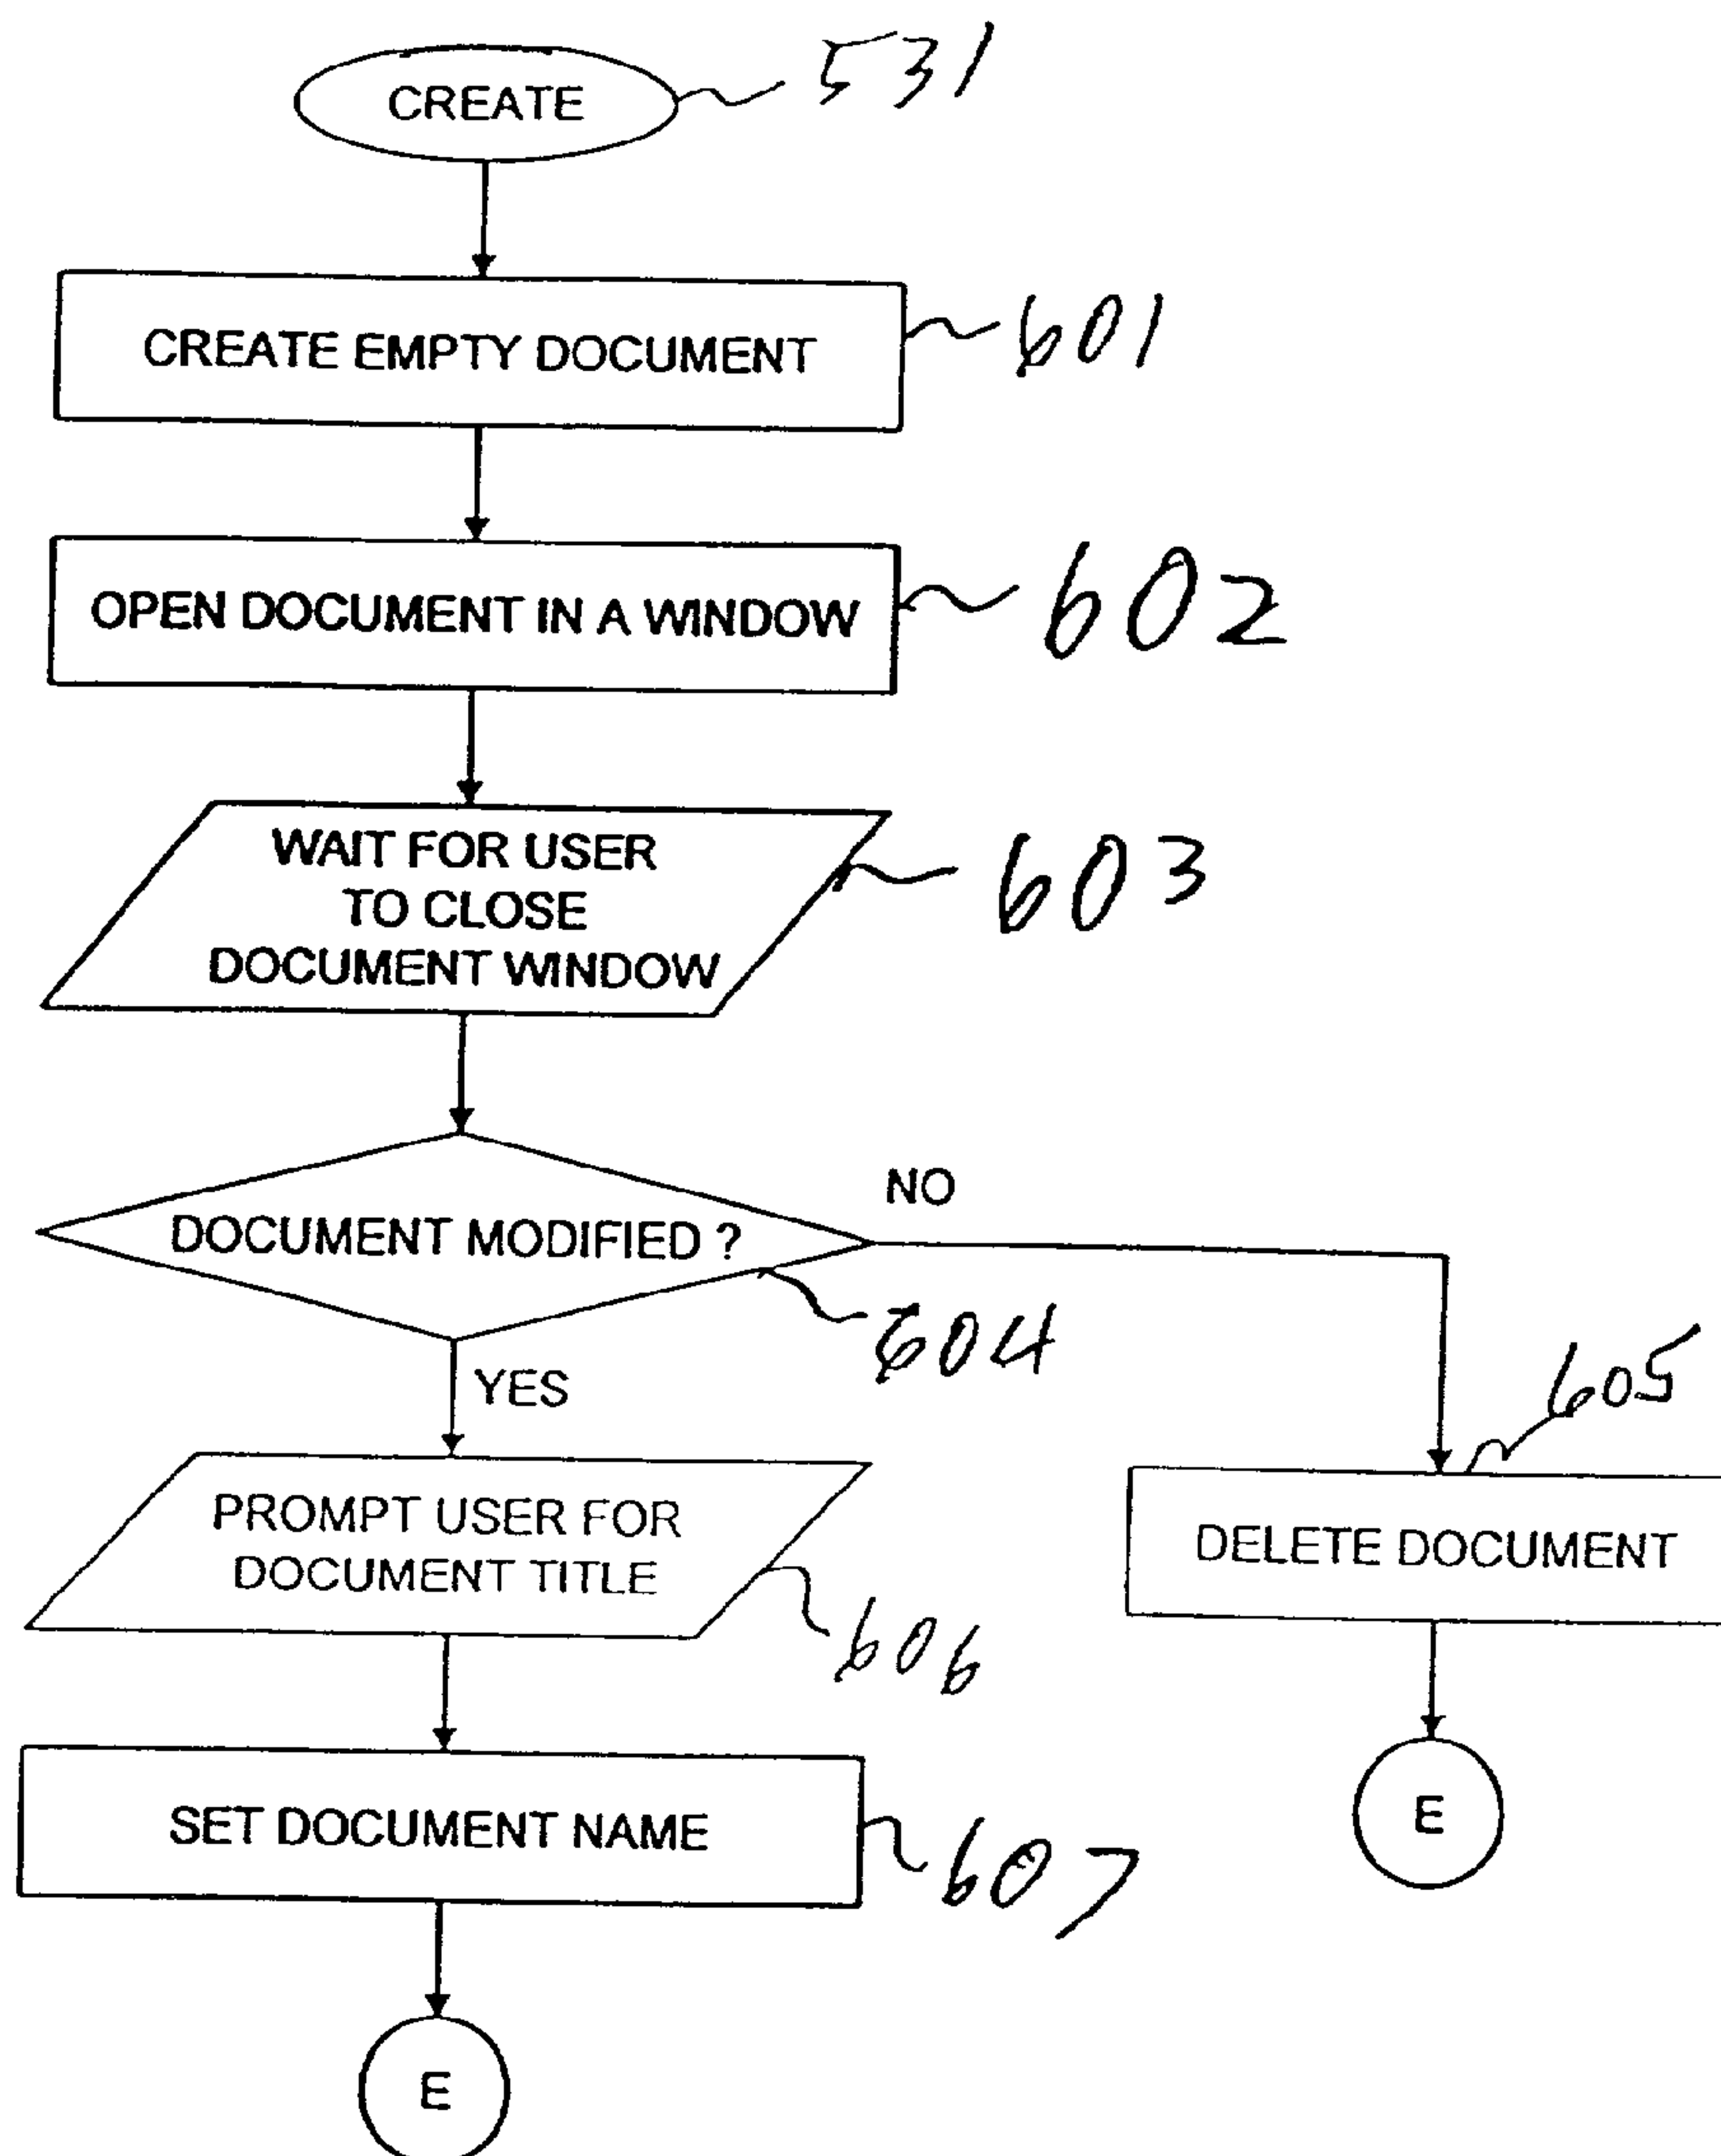 CREATE 531
CREATE EMPTY DOCUMENT 601
OPEN DOCUMENT IN A WINDOW 602
WAIT FOR USER
TO CLOSE
DOCUMENT WINDOW
603
DOCUMENT MODIFIED ?
NO
604
YES
605
PROMPT USER FOR
DOCUMENT TITLE
606
DELETE DOCUMENT
SET DOCUMENT NAME 607
E
E